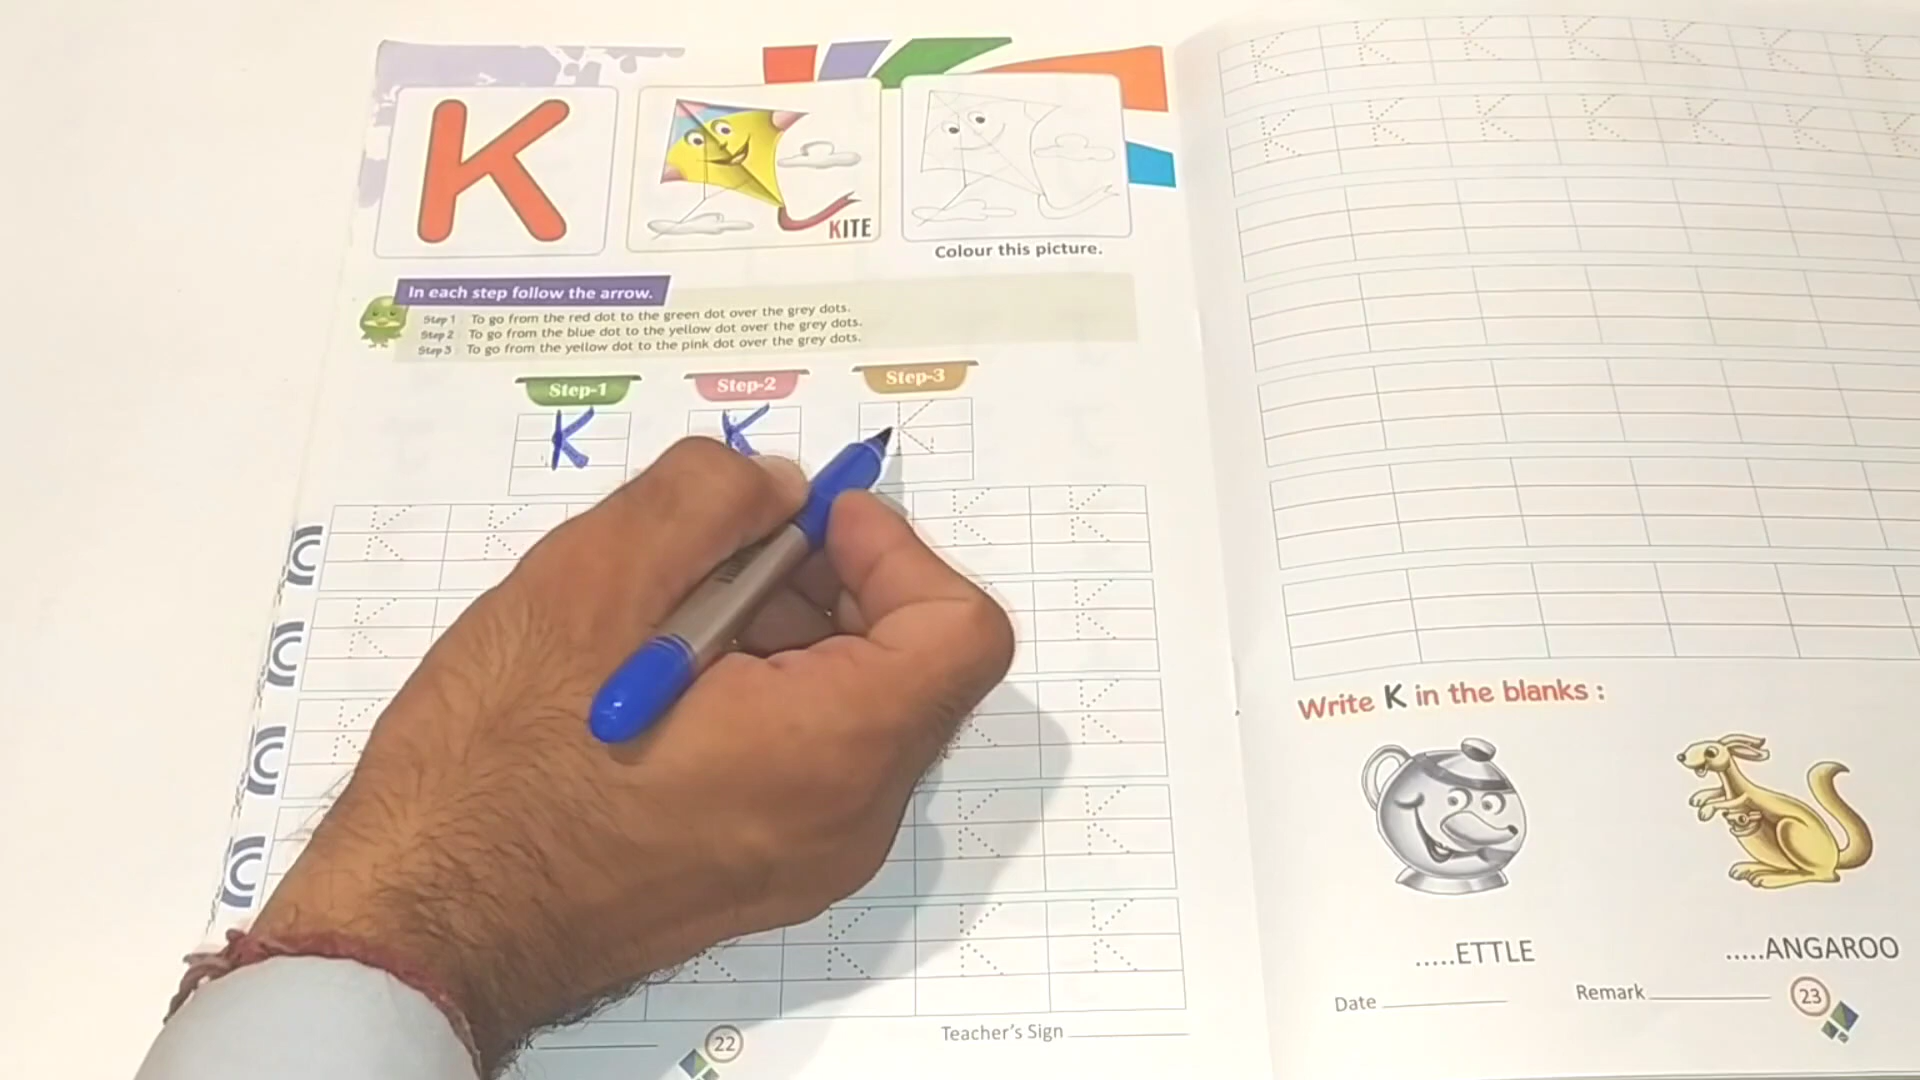 K
KITE
Colour this picture.
In each step follow the arrow.
Step 1 To go from the red dot to the green dot over the grey dots.
Step 2 To go from the blue dot to the yellow dot over the grey dots.
Step 3 To go from the yellow dot to the pink dot over the grey dots.
Step-1 Step-2 Step-3
K K K
K K K K
K K
K K K
K K
K K K K
Teacher's Sign
22
K K K K K K K
K K K K K K K
Write K in the blanks :
.....ETTLE .....ANGAROO
Date Remark
23